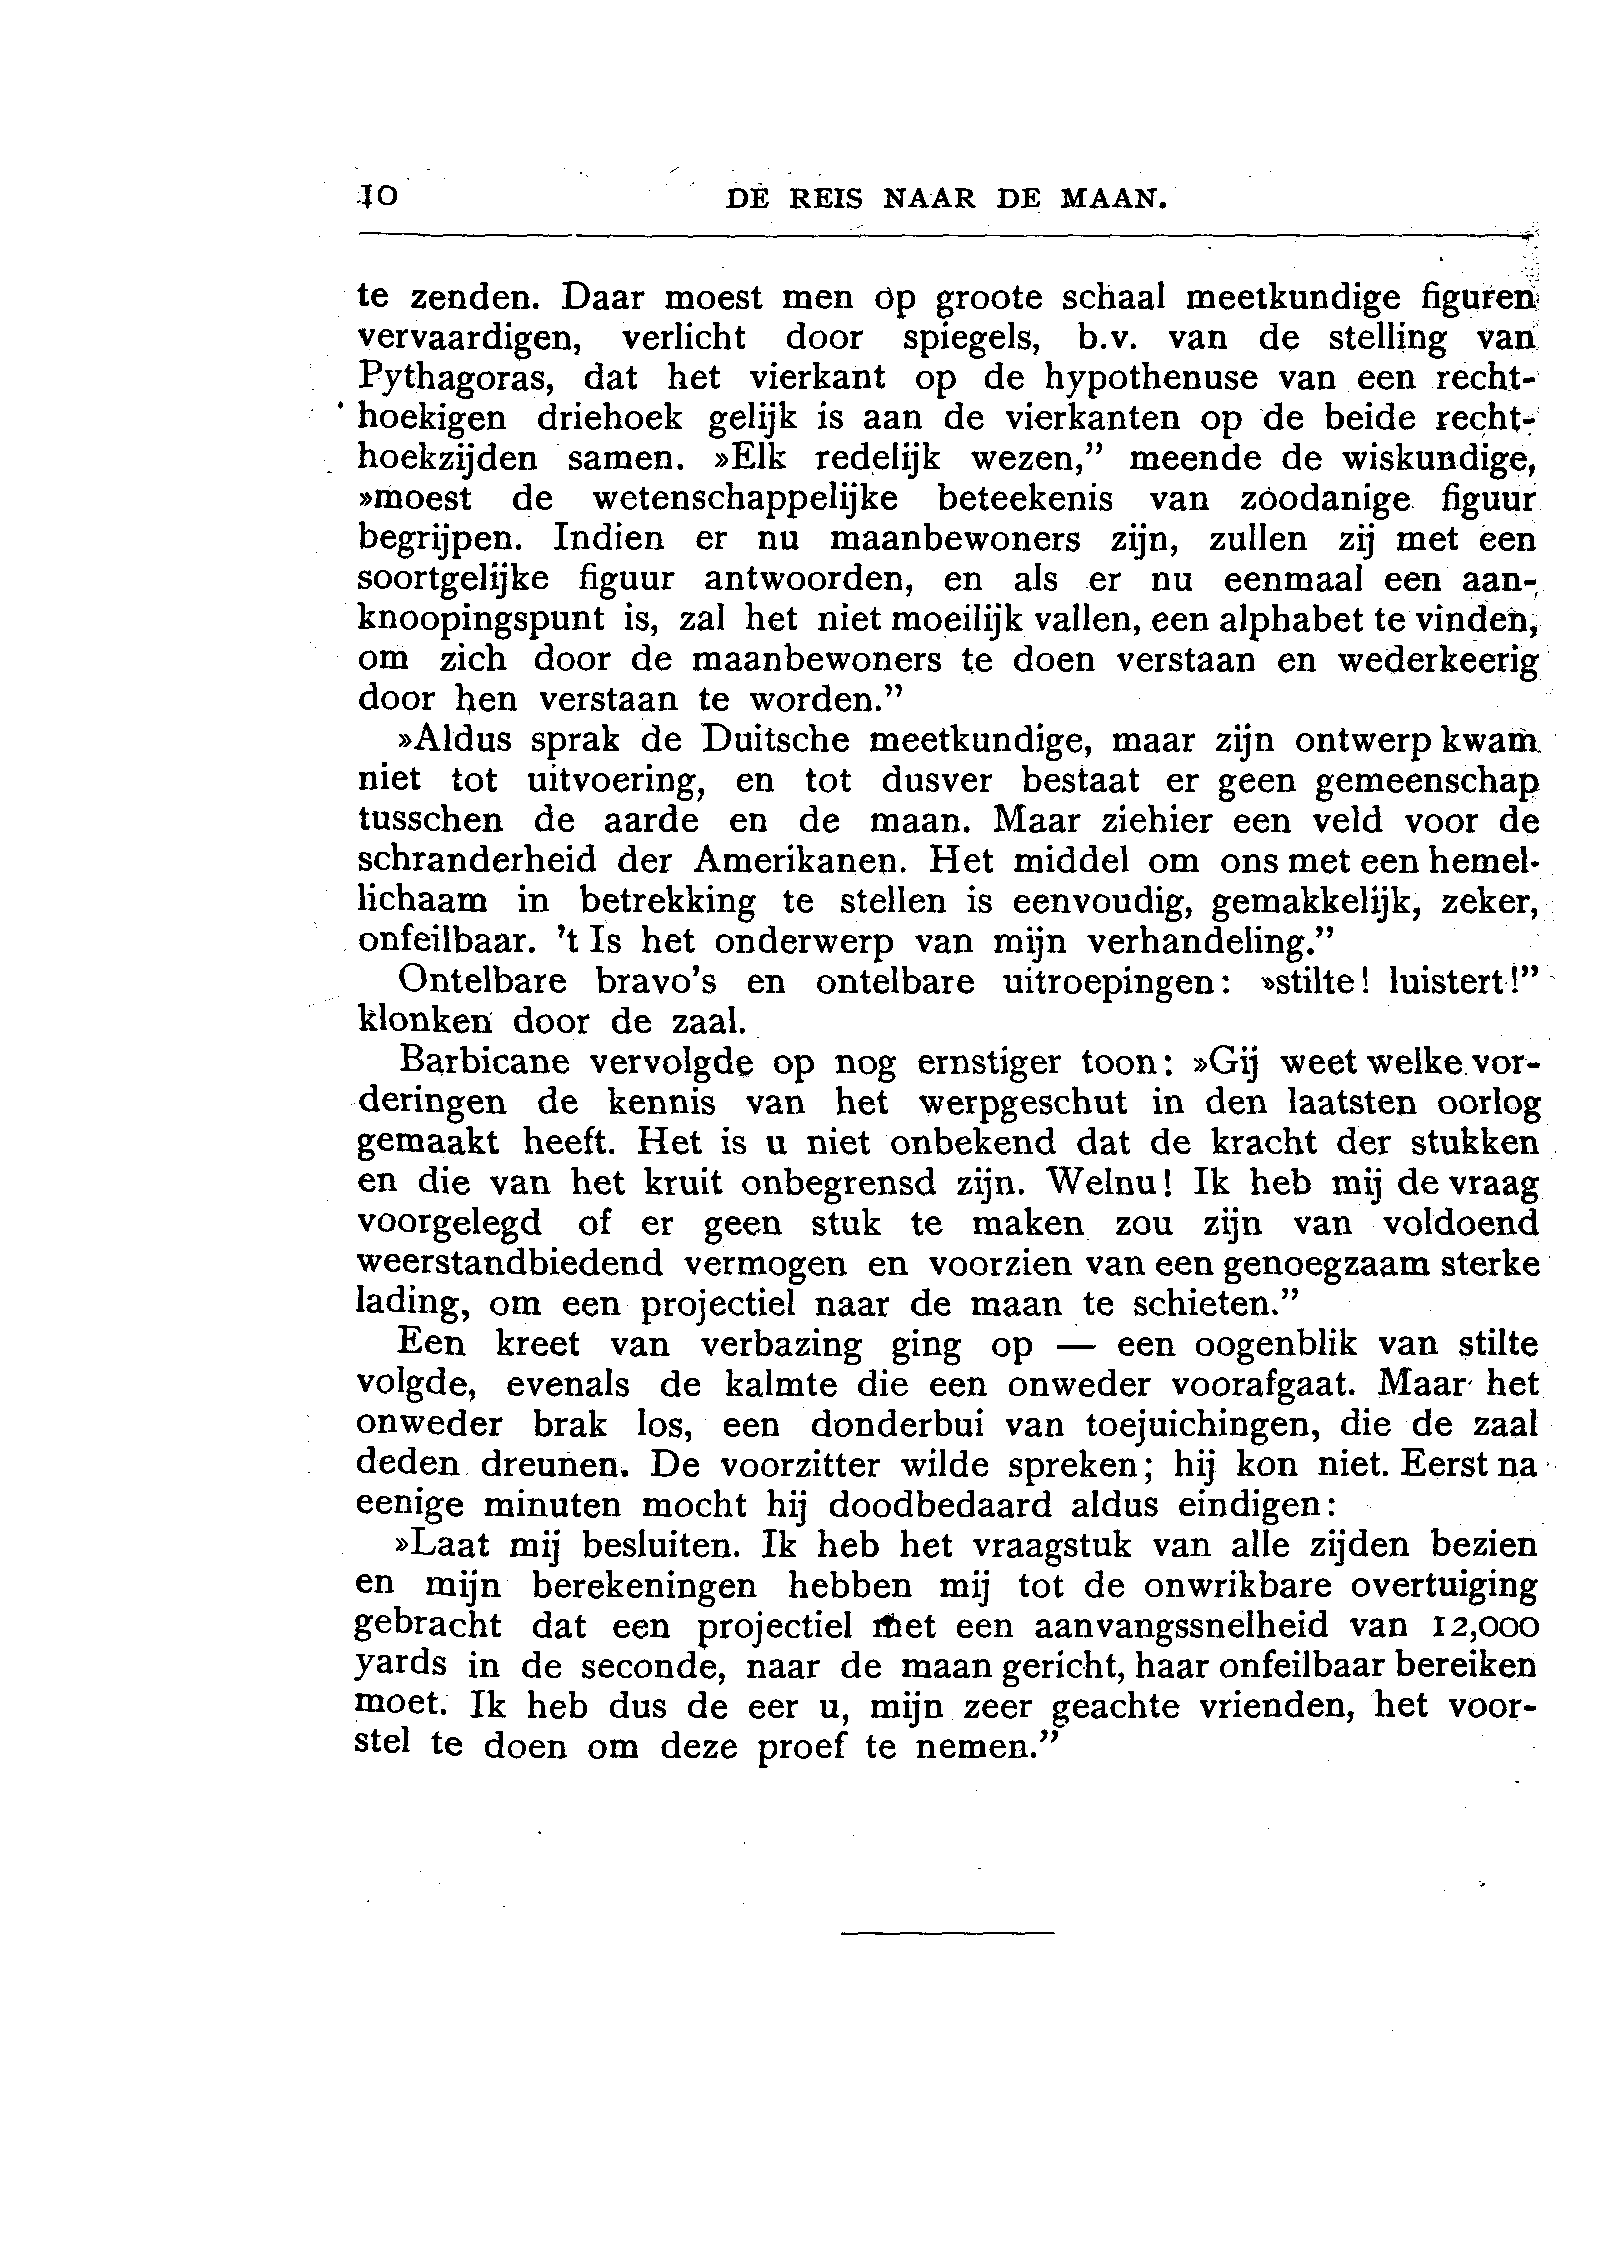 10 DE REIS NAAR DE MAAN.
te zenden. Daar moest men op groote schaal meetkundige figuren
vervaardigen, verlicht door spiegels, b.v. van de stelling van
Pythagoras, dat het vierkant op de hypothenuse van een recht-
hoekigen driehoek gelijk is aan de vierkanten op de beide recht-
hoekzijden samen. »Elk redelijk wezen,” meende de wiskundige,
»moest de wetenschappelijke beteekenis van zoodanige figuur
begrijpen. Indien er nu maanbewoners zijn, zullen zij met een
soortgelijke figuur antwoorden, en als er nu eenmaal een aan-
knoopingspunt is, zal het niet moeilijk vallen, een alphabet te vinden,
om zich door de maanbewoners te doen verstaan en wederkeerig
door hen verstaan te worden.”
»Aldus sprak de Duitsche meetkundige, maar zijn ontwerp kwam
niet tot uitvoering, en tot dusver bestaat er geen gemeenschap
tusschen de aarde en de maan. Maar ziehier een veld voor de
schranderheid der Amerikanen. Het middel om ons met een hemel-
lichaam in betrekking te stellen is eenvoudig, gemakkelijk, zeker,
onfeilbaar. 't Is het onderwerp van mijn verhandeling.”
Ontelbare bravo's en ontelbare uitroepingen: »stilte! luistert!”
klonken door de zaal.
Barbicane vervolgde op nog ernstiger toon: »Gij weet welke vor-
deringen de kennis van het werpgeschut in den laatsten oorlog
gemaakt heeft. Het is u niet onbekend dat de kracht der stukken
en die van het kruit onbegrensd zijn. Welnu! Ik heb mij de vraag
voorgelegd of er geen stuk te maken zou zijn van voldoend
weerstandbiedend vermogen en voorzien van een genoegzaam sterke
lading, om een projectiel naar de maan te schieten.”
Een kreet van verbazing ging op — een oogenblik van stilte
volgde, evenals de kalmte die een onweder voorafgaat. Maar het
onweder brak los, een donderbui van toejuichingen, die de zaal
deden dreunen. De voorzitter wilde spreken; hij kon niet. Eerst na
eenige minuten mocht hij doodbedaard aldus eindigen:
»Laat mij besluiten. Ik heb het vraagstuk van alle zijden bezien
en mijn berekeningen hebben mij tot de onwrikbare overtuiging
gebracht dat een projectiel met een aanvangssnelheid van 12,000
yards in de seconde, naar de maan gericht, haar onfeilbaar bereiken
moet. Ik heb dus de eer u, mijn zeer geachte vrienden, het voor-
stel te doen om deze proef te nemen.”